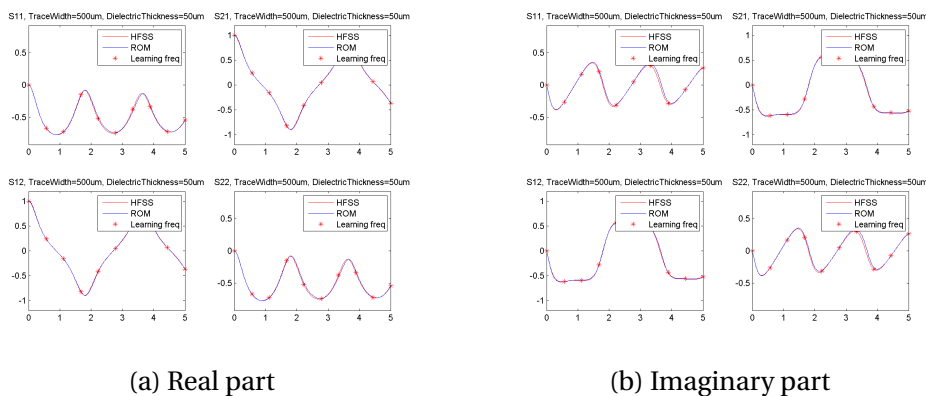 S11, TraceWidth=500um, DielectricThickness=50um
HFSS
ROM
Learning freq
0.5
0
-0.5
0 1 2 3 4 5
S21, TraceWidth=500um, DielectricThickness=50um
HFSS
ROM
Learning freq
1
0.5
0
-0.5
-1
0 1 2 3 4 5
S12, TraceWidth=500um, DielectricThickness=50um
HFSS
ROM
Learning freq
1
0.5
0
-0.5
-1
0 1 2 3 4 5
S22, TraceWidth=500um, DielectricThickness=50um
HFSS
ROM
Learning freq
0.5
0
-0.5
0 1 2 3 4 5
(a) Real part
S11, TraceWidth=500um, DielectricThickness=50um
HFSS
ROM
Learning freq
0.5
0
-0.5
0 1 2 3 4 5
S21, TraceWidth=500um, DielectricThickness=50um
HFSS
ROM
Learning freq
0.5
0
-0.5
-1
0 1 2 3 4 5
S12, TraceWidth=500um, DielectricThickness=50um
HFSS
ROM
Learning freq
0.5
0
-0.5
-1
0 1 2 3 4 5
S22, TraceWidth=500um, DielectricThickness=50um
HFSS
ROM
Learning freq
0.5
0
-0.5
0 1 2 3 4 5
(b) Imaginary part